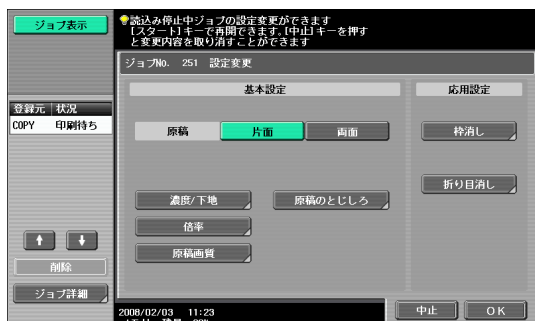 ジョブ表示
読込み停止中ジョブの設定変更ができます
［スタート］キーで再開できます。［中止］キーを押す
と変更内容を取り消すことができます
ジョブNo. 251 設定変更
基本設定
応用設定
登録元 状況
COPY 印刷待ち
原稿
片面
両面
枠消し
濃度/下地
原稿のとじしろ
折り目消し
倍率
原稿画質
削除
ジョブ詳細
2008/02/03 11:23
中止
OK